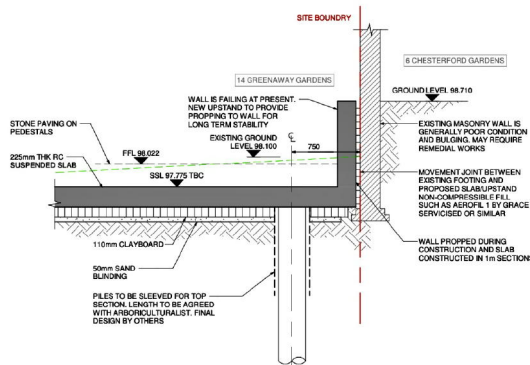 SITE BOUNDRY
6 CHESTERFORD GARDENS
14 GREENAWAY GARDENS
GROUND LEVEL 98.710
WALL IS FAILING AT PRESENT.
NEW UPSTAND TO PROVIDE
PROPPING TO WALL FOR
LONG TERM STABILITY
STONE PAVING ON
PEDESTALS
EXISTING GROUND
LEVEL 98.100
EXISTING MASONRY WALL IS
GENERALLY POOR CONDITION
AND BULGING. MAY REQUIRE
REMEDIAL WORKS
FFL 98.022
750
225mm THK RC
SUSPENDED SLAB
SSL 97.775 TBC
MOVEMENT JOINT BETWEEN
EXISTING FOOTING AND
PROPOSED SLAB/UPSTAND
NON-COMPRESSIBLE FILL
SUCH AS AEROFIL 1 BY GRACE
SERVICISED OR SIMILAR
110mm CLAYBOARD
WALL PROPPED DURING
CONSTRUCTION AND SLAB
CONSTRUCTED IN 1m SECTIONS
50mm SAND
BLINDING
PILES TO BE SLEEVED FOR TOP
SECTION. LENGTH TO BE AGREED
WITH ARBORICULTURALIST. FINAL
DESIGN BY OTHERS